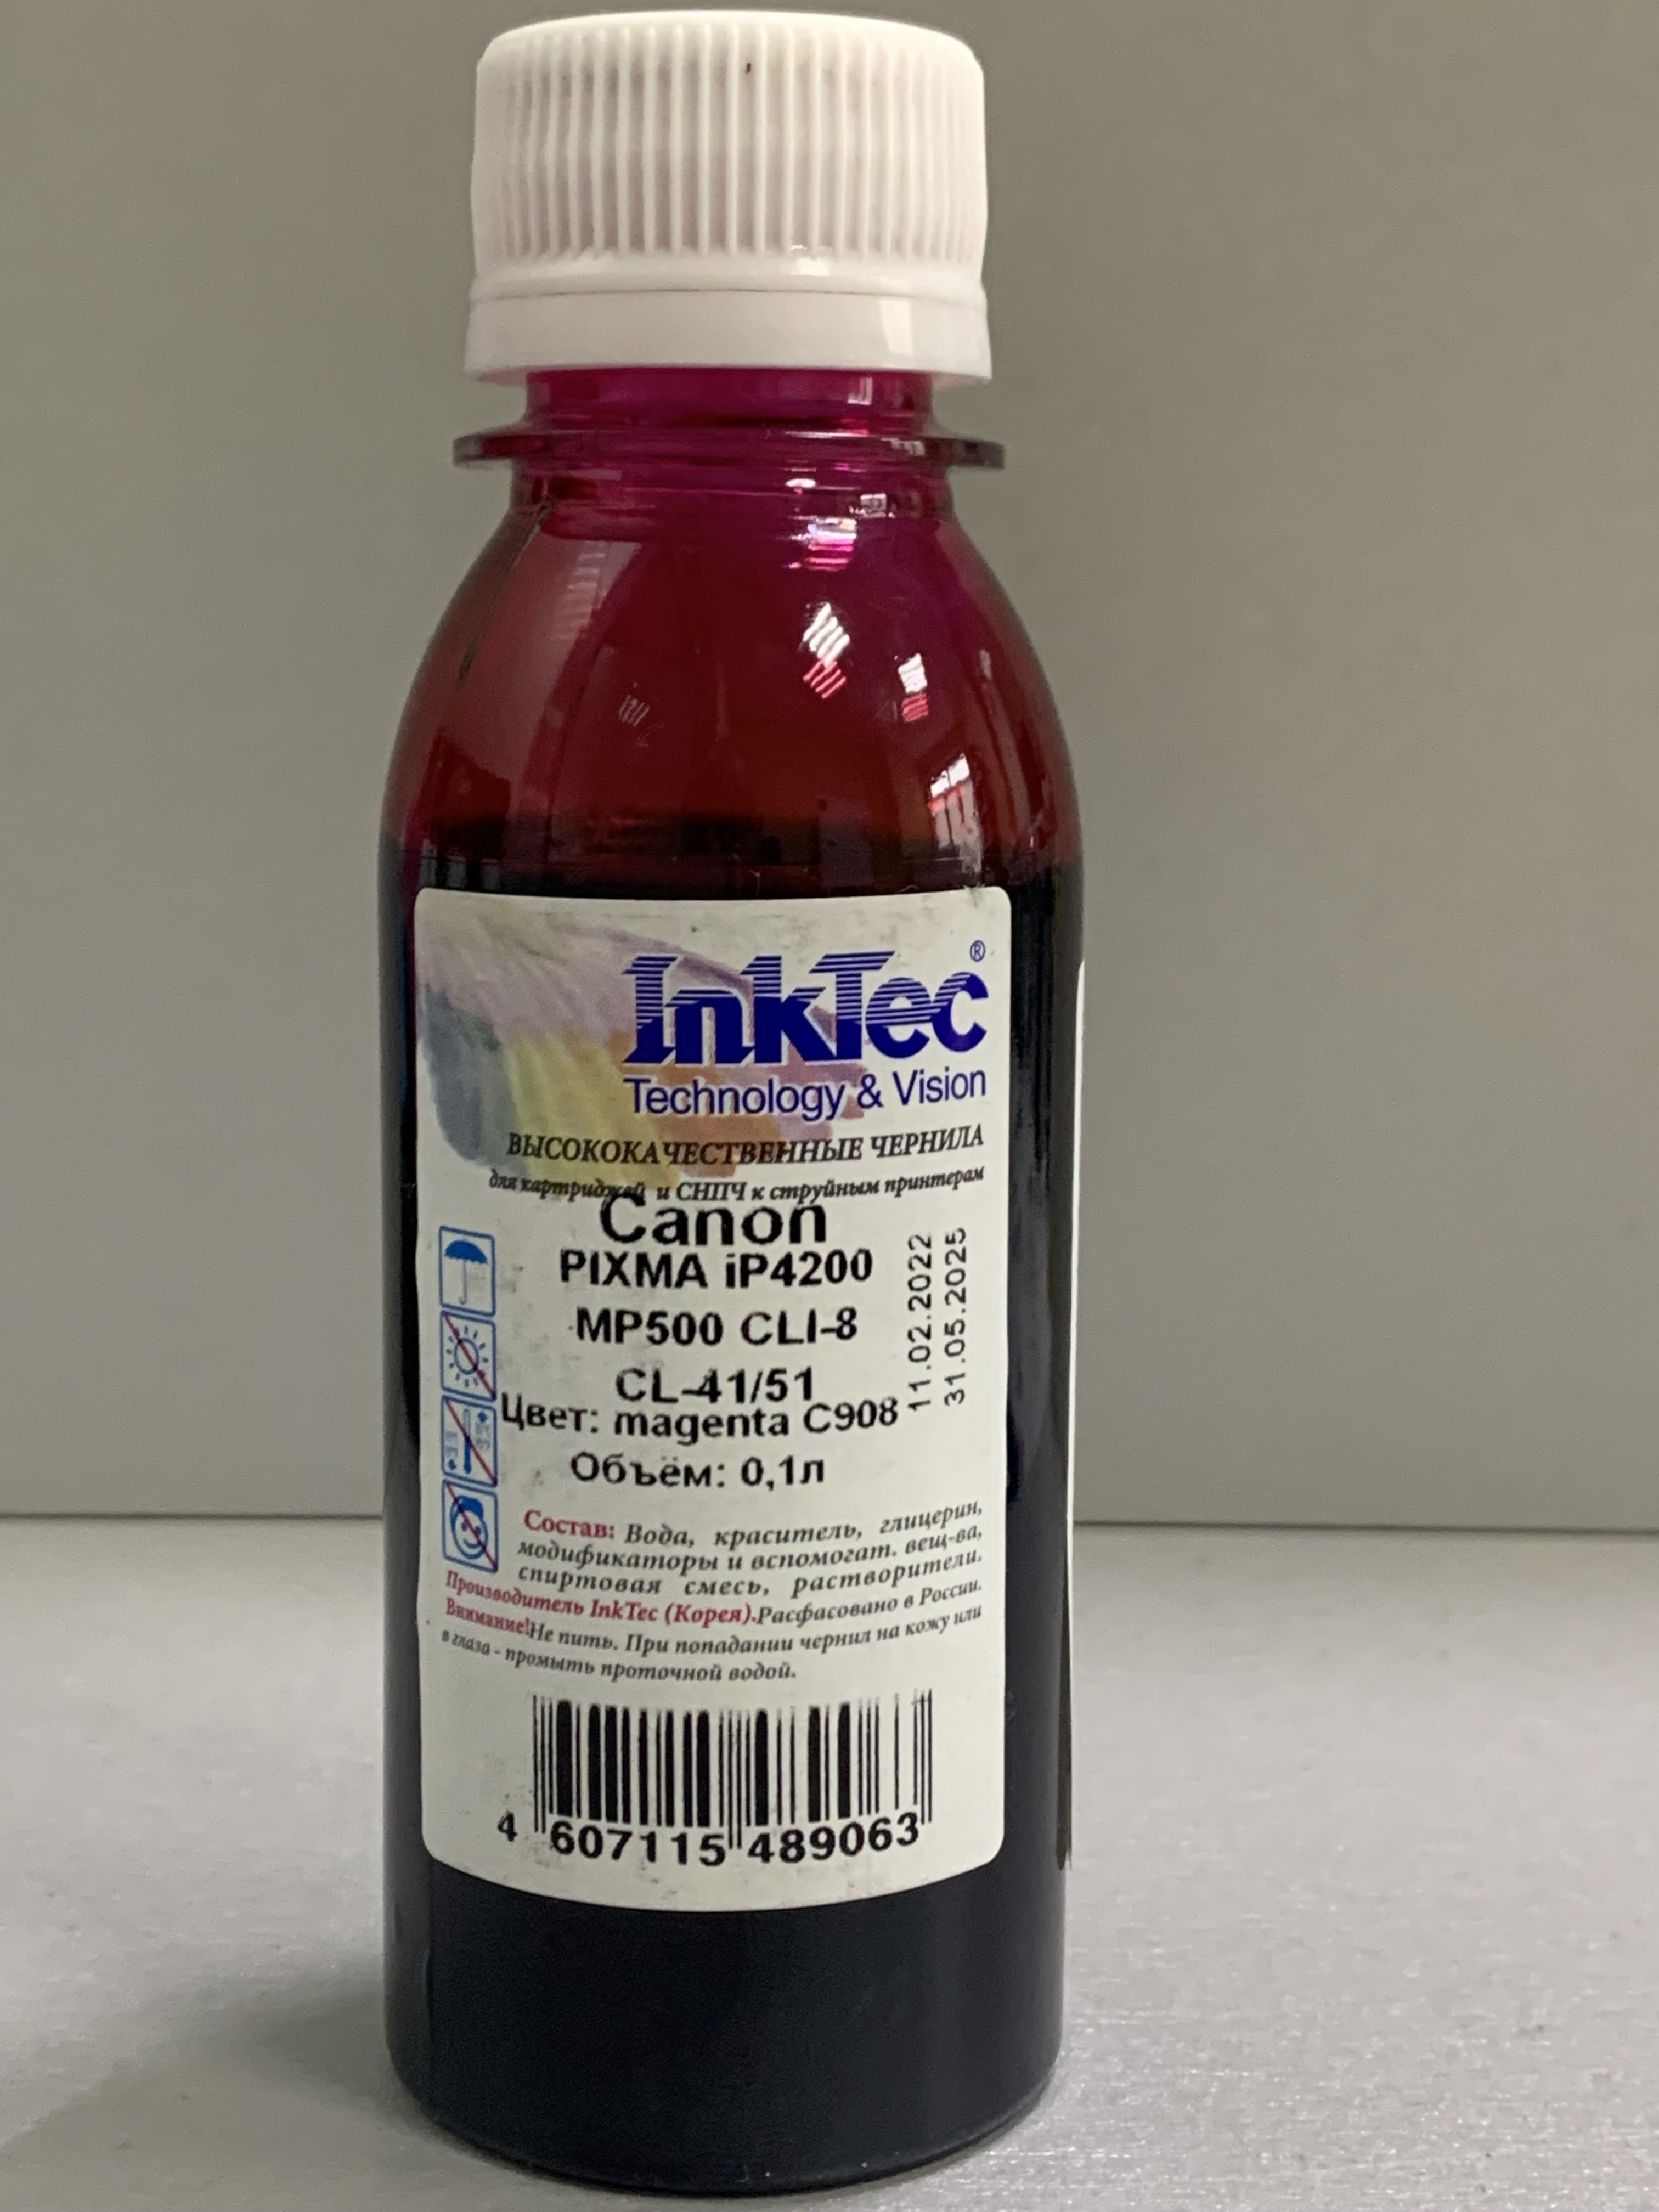 InkTec®
Technology & Vision
ВЫСОКОКАЧЕСТВЕННЫЕ ЧЕРНИЛА
для картриджей и СНПЧ к струйным принтерам
Canon
PIXMA iP4200
MP500 CLI-8
CL-41/51
Цвет: magenta C908
Объём: 0,1л
11.02.2022
31.05.2025
Состав: Вода, краситель, глицерин,
модификаторы и вспомогат. вещ-ва,
спиртовая смесь, растворители.
Производитель InkTec (Корея).Расфасовано в России.
Внимание!Не пить. При попадании чернил на кожу или
в глаза - промыть проточной водой.
4 607115 489063